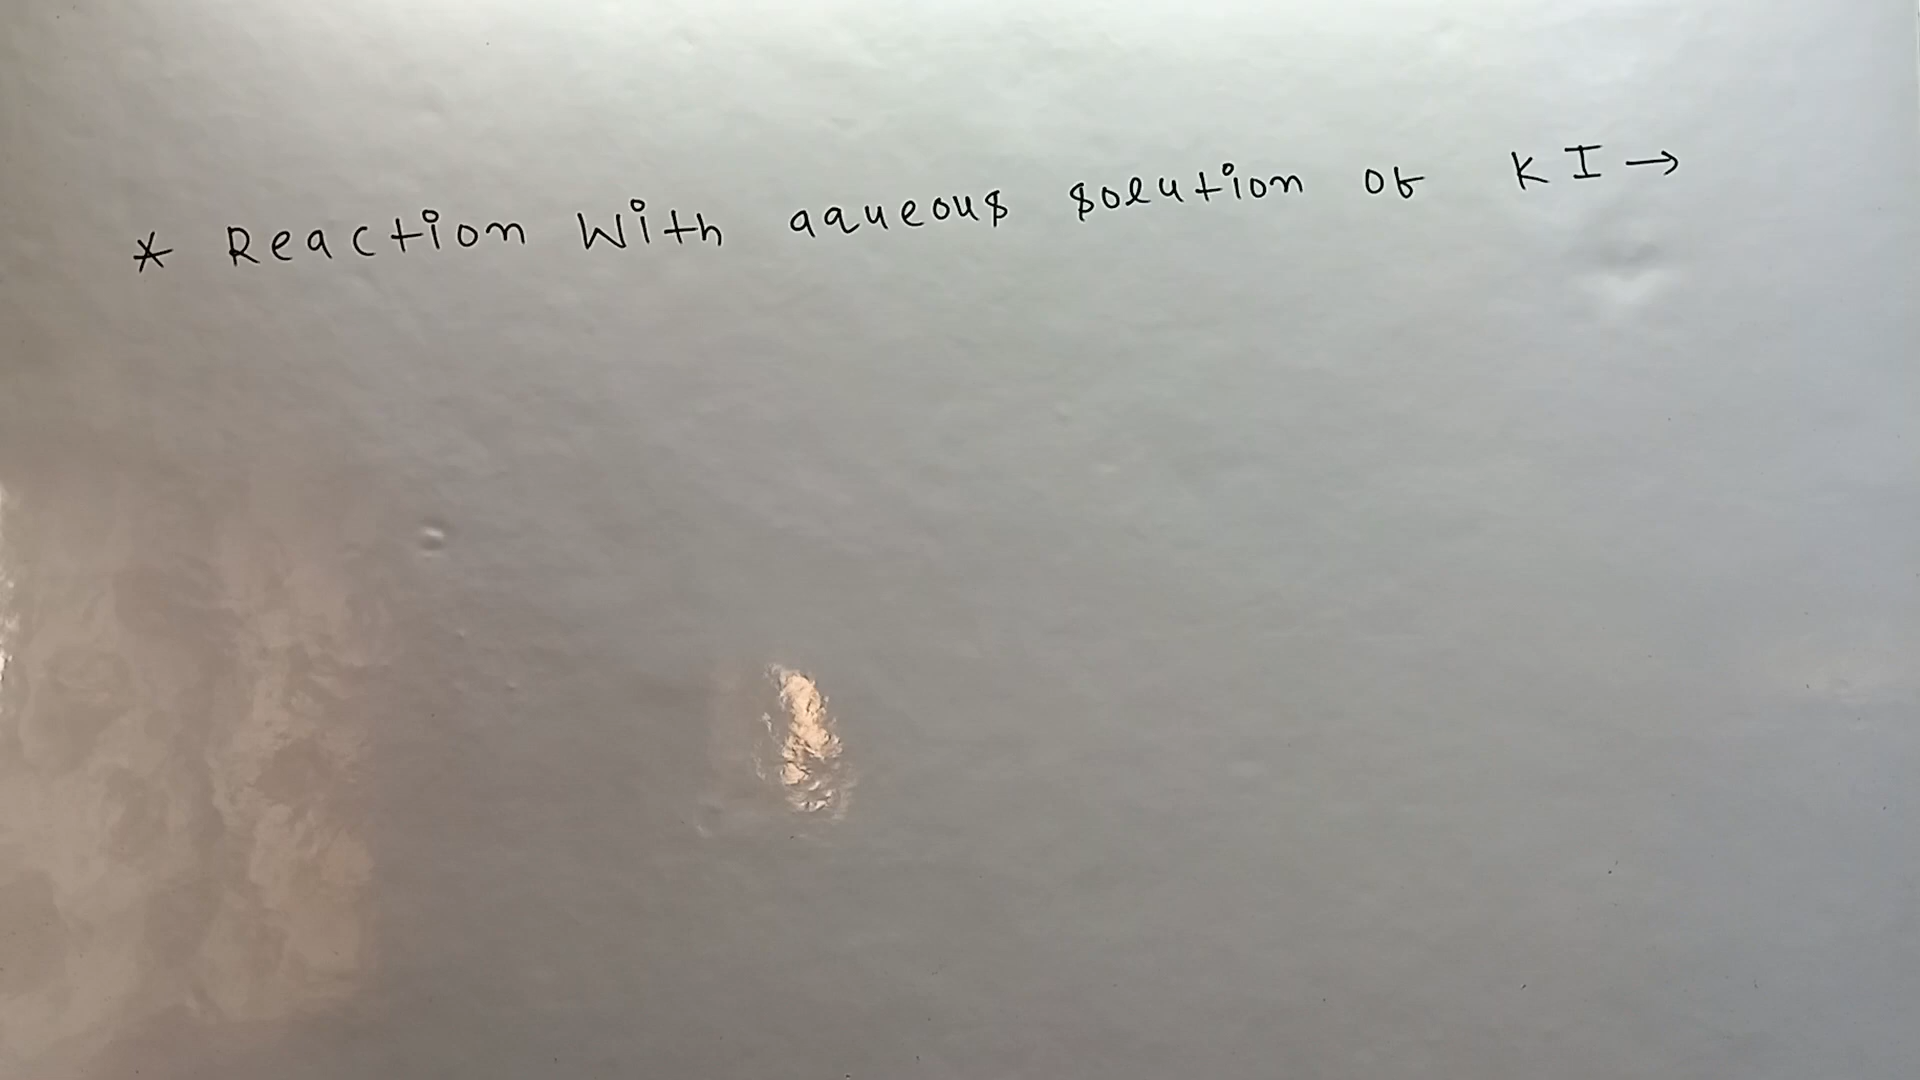 * Reaction With aqueous solution of KI →